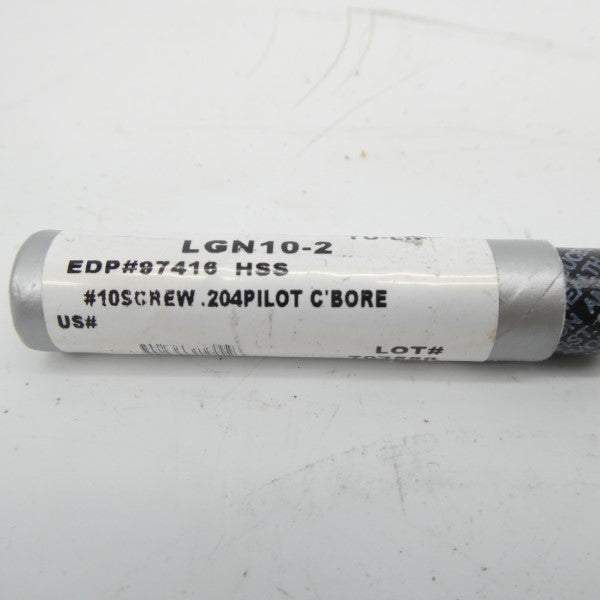 LGN10-2
EDP#97416 HSS
#10SCREW .204PILOT C'BORE
US#
LOT#